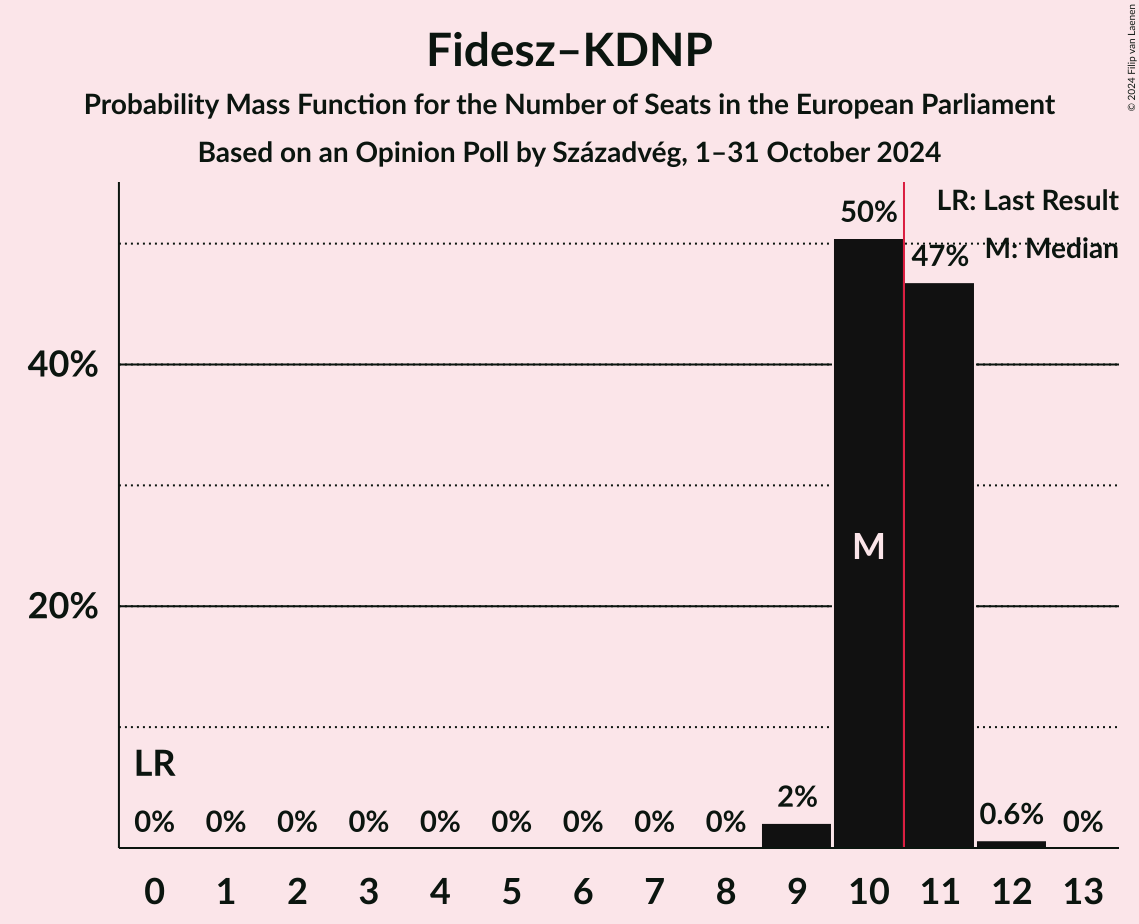 Fidesz–KDNP
Probability Mass Function for the Number of Seats in the European Parliament
Based on an Opinion Poll by Századvég, 1–31 October 2024
© 2024 Filip van Laenen
LR: Last Result
M: Median
50%
47%
40%
M
20%
LR
0% 0% 0% 0% 0% 0% 0% 0% 0% 2% 0.6% 0%
0 1 2 3 4 5 6 7 8 9 10 11 12 13